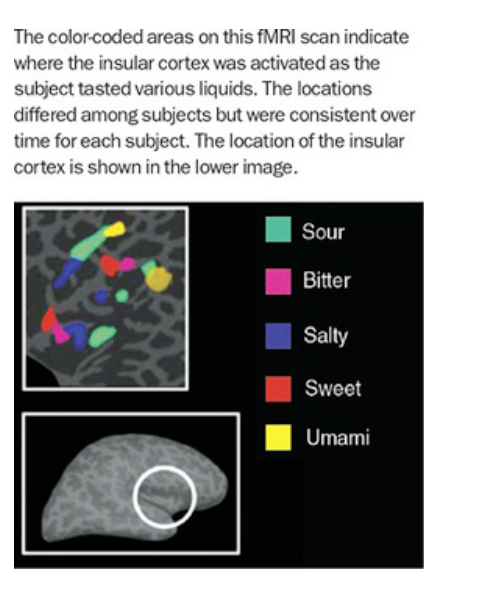 The color-coded areas on this fMRI scan indicate
where the insular cortex was activated as the
subject tasted various liquids. The locations
differed among subjects but were consistent over
time for each subject. The location of the insular
cortex is shown in the lower image.
Sour
Bitter
Salty
Sweet
Umami